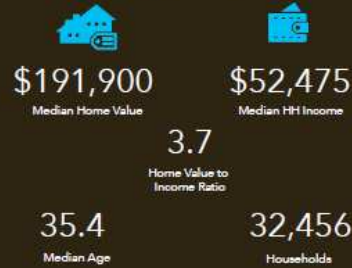 $191,900
Median Home Value
$52,475
Median HH Income
3.7
Home Value to
Income Ratio
35.4
Median Age
32,456
Households